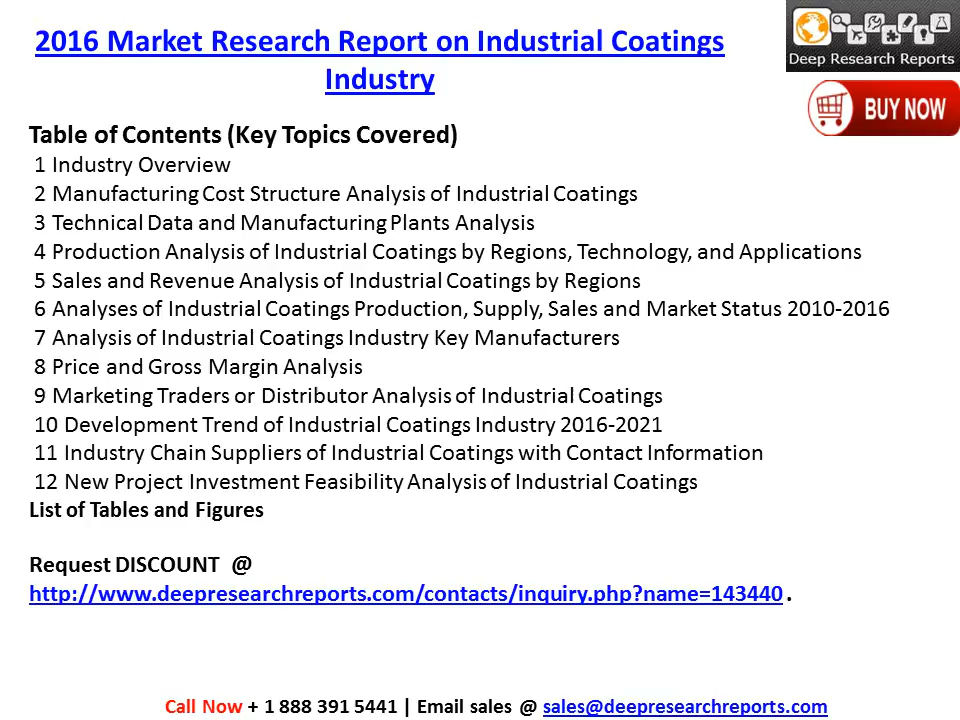 2016 Market Research Report on Industrial Coatings
Industry
Deep Research Reports
BUY NOW
Table of Contents (Key Topics Covered)
1 Industry Overview
2 Manufacturing Cost Structure Analysis of Industrial Coatings
3 Technical Data and Manufacturing Plants Analysis
4 Production Analysis of Industrial Coatings by Regions, Technology, and Applications
5 Sales and Revenue Analysis of Industrial Coatings by Regions
6 Analyses of Industrial Coatings Production, Supply, Sales and Market Status 2010-2016
7 Analysis of Industrial Coatings Industry Key Manufacturers
8 Price and Gross Margin Analysis
9 Marketing Traders or Distributor Analysis of Industrial Coatings
10 Development Trend of Industrial Coatings Industry 2016-2021
11 Industry Chain Suppliers of Industrial Coatings with Contact Information
12 New Project Investment Feasibility Analysis of Industrial Coatings
List of Tables and Figures
Request DISCOUNT @
http://www.deepresearchreports.com/contacts/inquiry.php?name=143440 .
Call Now + 1 888 391 5441 | Email sales @ sales@deepresearchreports.com